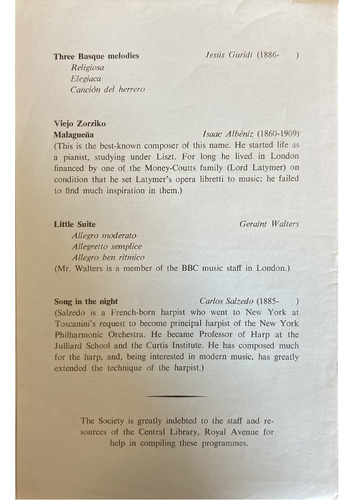 Three Basque melodies Jesús Guridi (1886- )
Religiosa
Elegiaca
Canción del herrero
Viejo Zorziko
Malagueña Isaac Albéniz (1860-1909)
(This is the best-known composer of this name. He started life as
a pianist, studying under Liszt. For long he lived in London
financed by one of the Money-Coutts family (Lord Latymer) on
condition that he set Latymer's opera libretti to music; he failed
to find much inspiration in them.)
Little Suite Geraint Walters
Allegro moderato
Allegretto semplice
Allegro ben rítmico
(Mr. Walters is a member of the BBC music staff in London.)
Song in the night Carlos Salzedo (1885- )
(Salzedo is a French-born harpist who went to New York at
Toscanini's request to become principal harpist of the New York
Philharmonic Orchestra. He became Professor of Harp at the
Julliard School and the Curtis Institute. He has composed much
for the harp, and, being interested in modern music, has greatly
extended the technique of the harpist.)
The Society is greatly indebted to the staff and re-
sources of the Central Library, Royal Avenue for
help in compiling these programmes.